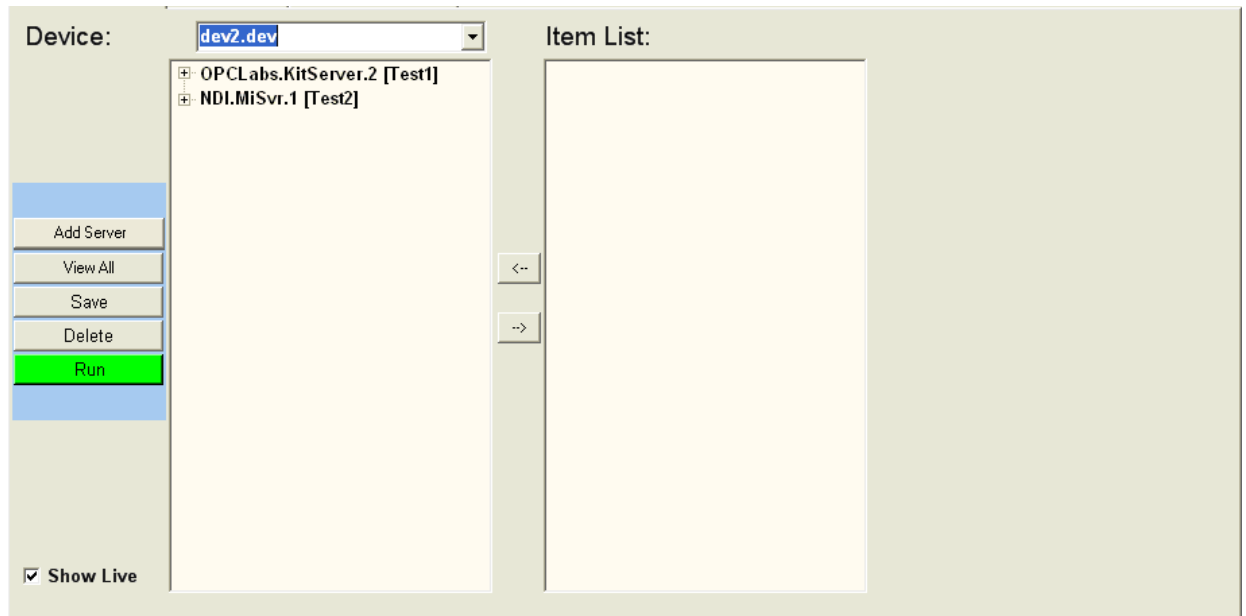 Device:
dev2.dev
Item List:
OPCLabs.KitServer.2 [Test1]
NDI.MiSvr.1 [Test2]
Add Server
View All
<--
Save
-->
Delete
Run
Show Live